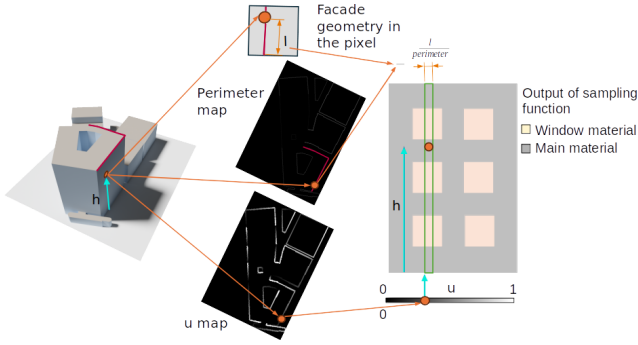 Facade
geometry in
the pixel
l
l
perimeter
Perimeter
map
Output of sampling
function
Window material
Main material
h
h
u map
0
u
1
0